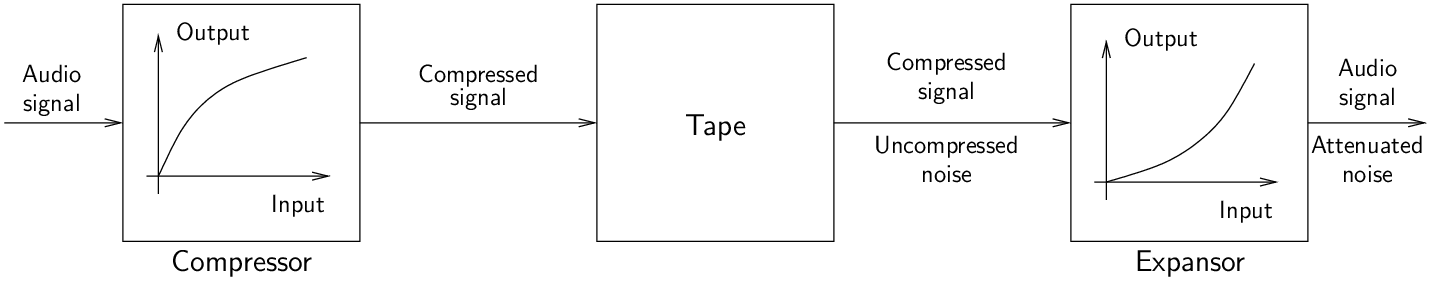 Audio
signal
Output
Input
Compressor
Compressed
signal
Tape
Compressed
signal
Uncompressed
noise
Output
Input
Expansor
Audio
signal
Attenuated
noise